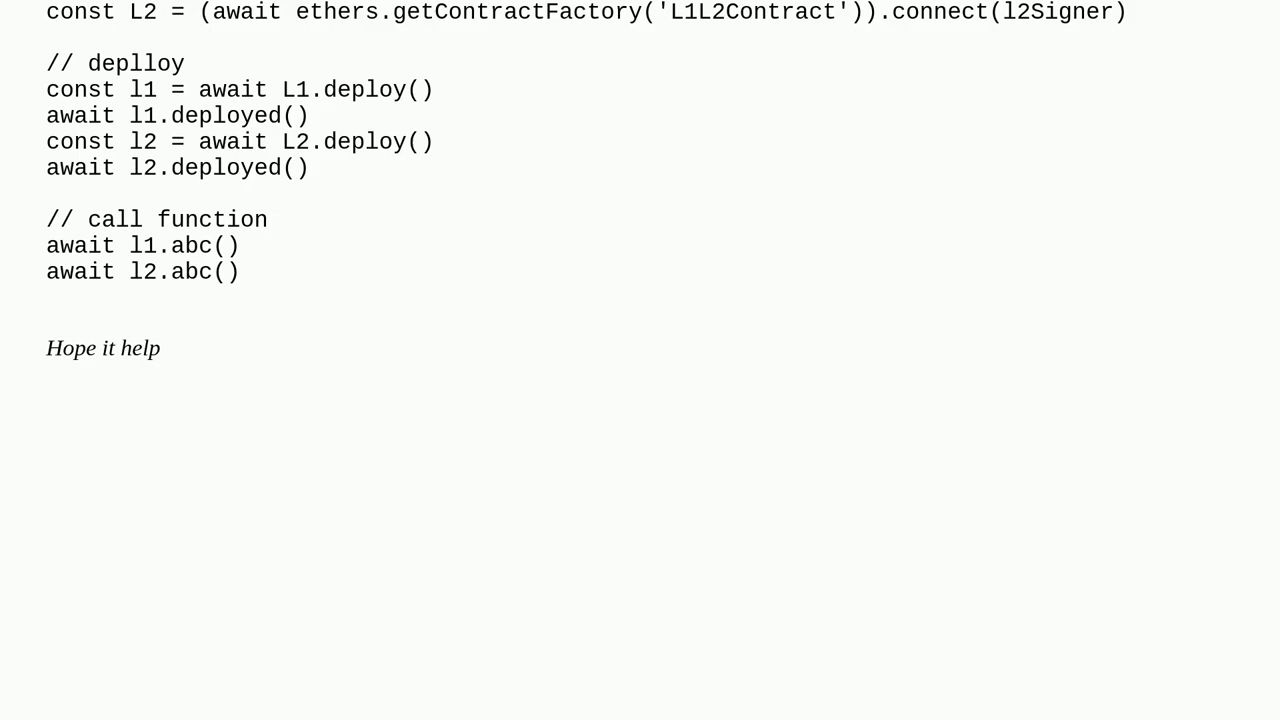 const L2 = (await ethers.getContractFactory('L1L2Contract')).connect(l2Signer)
// deplloy
const l1 = await L1.deploy()
await l1.deployed()
const l2 = await L2.deploy()
await l2.deployed()
// call function
await l1.abc()
await l2.abc()
Hope it help